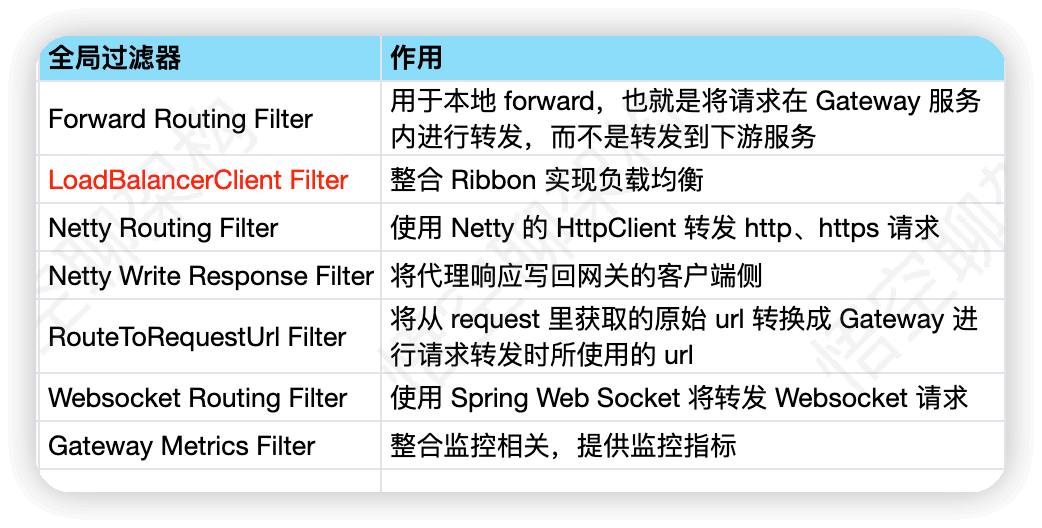 全局过滤器 作用
Forward Routing Filter
用于本地 forward，也就是将请求在 Gateway 服务
内进行转发，而不是转发到下游服务
LoadBalancerClient Filter 整合 Ribbon 实现负载均衡
Netty Routing Filter 使用 Netty 的 HttpClient 转发 http、https 请求
Netty Write Response Filter 将代理响应写回网关的客户端侧
RouteToRequestUrl Filter
将从 request 里获取的原始 url 转换成 Gateway 进
行请求转发时所使用的 url
Websocket Routing Filter 使用 Spring Web Socket 将转发 Websocket 请求
Gateway Metrics Filter 整合监控相关，提供监控指标
悟空聊架构